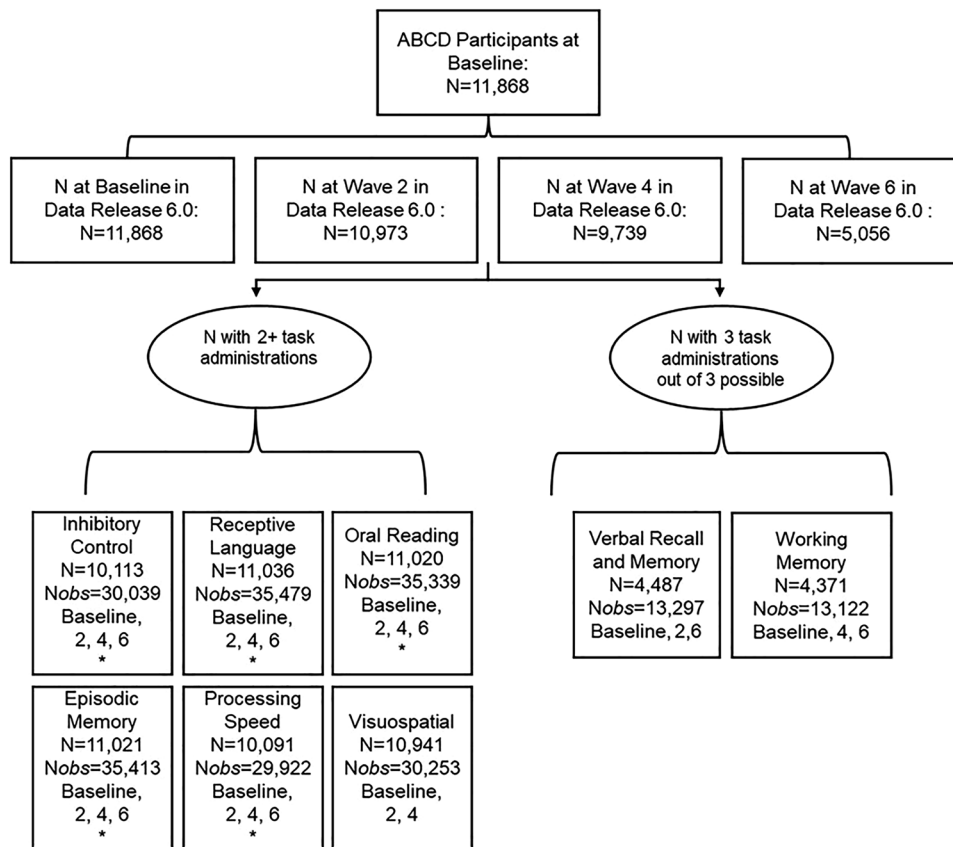 ABCD Participants at
Baseline:
N=11,868
N at Baseline in
Data Release 6.0:
N=11,868
N at Wave 2 in
Data Release 6.0 :
N=10,973
N at Wave 4 in
Data Release 6.0:
N=9,739
N at Wave 6 in
Data Release 6.0 :
N=5,056
N with 2+ task
administrations
N with 3 task
administrations
out of 3 possible
Inhibitory
Control
N=10,113
Nobs=30,039
Baseline,
2, 4, 6
*
Receptive
Language
N=11,036
Nobs=35,479
Baseline,
2, 4, 6
*
Oral Reading
N=11,020
Nobs=35,339
Baseline,
2, 4, 6
*
Verbal Recall
and Memory
N=4,487
Nobs=13,297
Baseline, 2,6
Working
Memory
N=4,371
Nobs=13,122
Baseline, 4, 6
Episodic
Memory
N=11,021
Nobs=35,413
Baseline,
2, 4, 6
*
Processing
Speed
N=10,091
Nobs=29,922
Baseline,
2, 4, 6
*
Visuospatial
N=10,941
Nobs=30,253
Baseline,
2, 4